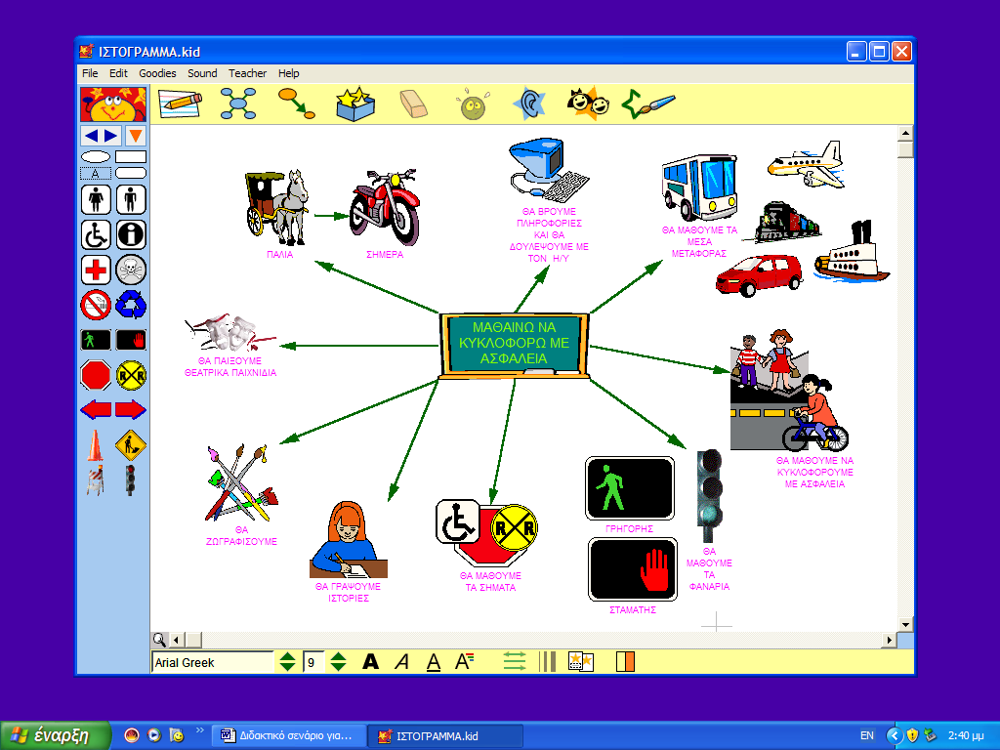 ΙΣΤΟΓΡΑΜΜΑ.kid
File Edit Goodies Sound Teacher Help
A
ΠΑΛΙΑ
ΣΗΜΕΡΑ
ΘΑ ΒΡΟΥΜΕ
ΠΛΗΡΟΦΟΡΙΕΣ
ΚΑΙ ΘΑ
ΔΟΥΛΕΨΟΥΜΕ ΜΕ
ΤΟΝ Η/Υ
ΘΑ ΜΑΘΟΥΜΕ ΤΑ
ΜΕΣΑ
ΜΕΤΑΦΟΡΑΣ
ΜΑΘΑΙΝΩ ΝΑ
ΚΥΚΛΟΦΟΡΩ ΜΕ
ΑΣΦΑΛΕΙΑ
ΘΑ ΠΑΙΞΟΥΜΕ
ΘΕΑΤΡΙΚΑ ΠΑΙΧΝΙΔΙΑ
ΘΑ ΜΑΘΟΥΜΕ ΝΑ
ΚΥΚΛΟΦΟΡΟΥΜΕ
ΜΕ ΑΣΦΑΛΕΙΑ
ΘΑ
ΖΩΓΡΑΦΙΣΟΥΜΕ
ΘΑ ΓΡΑΨΟΥΜΕ
ΙΣΤΟΡΙΕΣ
R R
ΘΑ ΜΑΘΟΥΜΕ
ΤΑ ΣΗΜΑΤΑ
ΓΡΗΓΟΡΗΣ
ΣΤΑΜΑΤΗΣ
ΘΑ
ΜΑΘΟΥΜΕ
ΤΑ
ΦΑΝΑΡΙΑ
R R
Arial Greek 9 A A A A
έναρξη
Διδακτικό σενάριο για...
ΙΣΤΟΓΡΑΜΜΑ.kid
EN
2:40 μμ